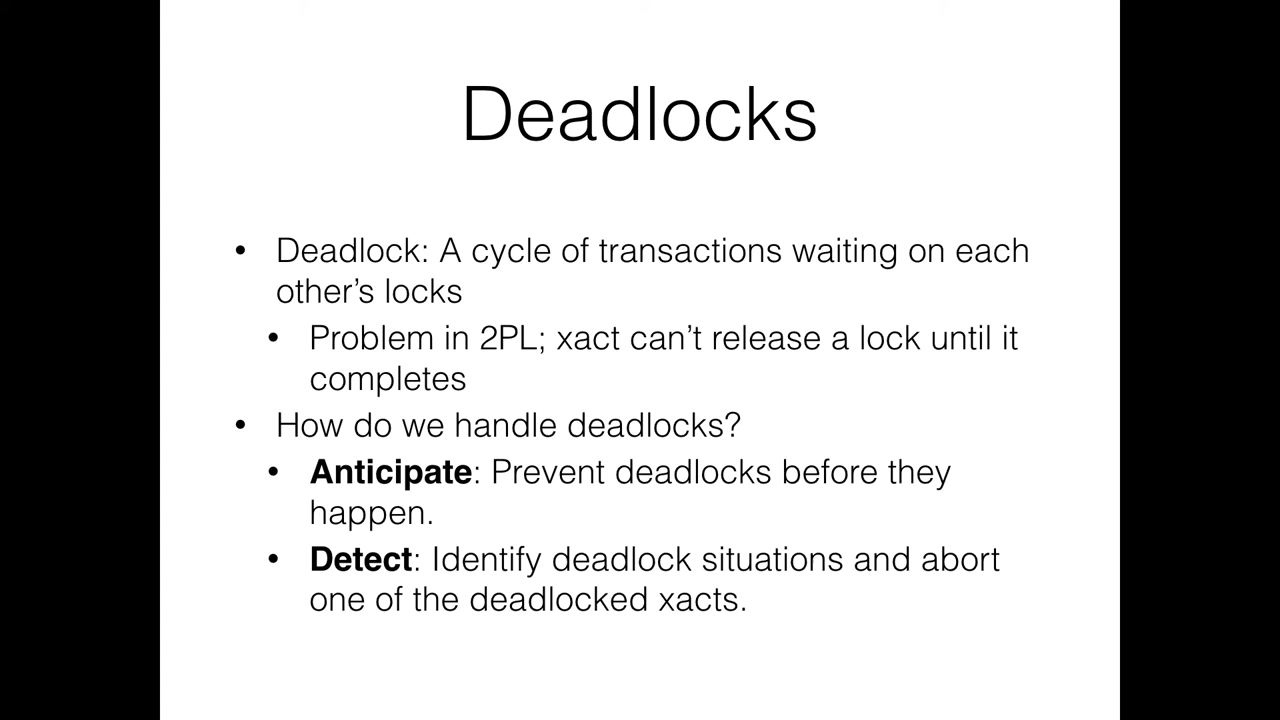 Deadlocks
• Deadlock: A cycle of transactions waiting on each
other’s locks
• Problem in 2PL; xact can’t release a lock until it
completes
• How do we handle deadlocks?
• Anticipate: Prevent deadlocks before they
happen.
• Detect: Identify deadlock situations and abort
one of the deadlocked xacts.